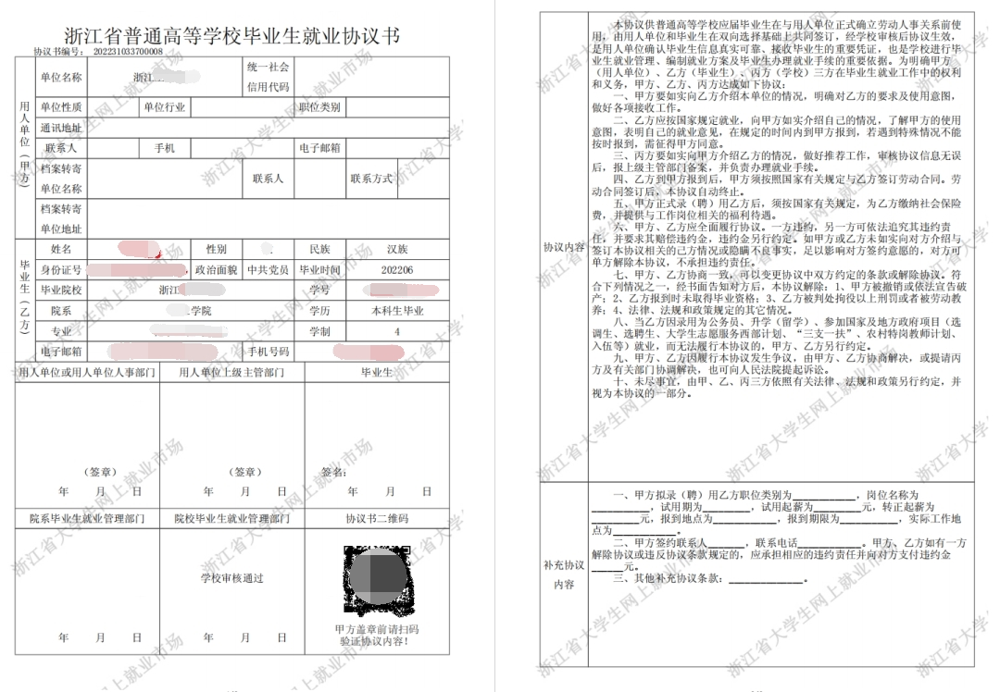 浙江省普通高等学校毕业生就业协议书
协议书编号： 202231033700008
用人单位（甲方）
单位名称 浙江 统一社会信用代码
单位性质 单位行业 职位类别
通讯地址
联系人 手机 电子邮箱
档案转寄单位名称 联系人 联系方式
档案转寄单位地址
毕业生（乙方）
姓名 性别 民族 汉族
身份证号 政治面貌 中共党员 毕业时间 202206
毕业院校 浙江 学号
院系 学院 学历 本科生毕业
专业 学制 4
电子邮箱 手机号码
用人单位或用人单位人事部门 用人单位上级主管部门 毕业生
（签章） （签章） 签名：
年 月 日 年 月 日 年 月 日
院系毕业生就业管理部门 院校毕业生就业管理部门 协议书二维码
学校审核通过
甲方盖章前请扫码
验证协议内容！
年 月 日 年 月 日
协议内容
本协议供普通高等学校应届毕业生在与用人单位正式确立劳动人事关系前使
用，由用人单位和毕业生在双向选择基础上共同签订，经学校审核后协议生效，
是用人单位确认毕业生信息真实可靠、接收毕业生的重要凭证，也是学校进行毕
业生就业管理、编制就业方案及毕业生办理就业手续的重要依据。为明确甲方
（用人单位）、乙方（毕业生）、丙方（学校）三方在毕业生就业工作中的权利
和义务，甲方、乙方、丙方达成如下协议：
一、甲方要如实向乙方介绍本单位的情况，明确对乙方的要求及使用意图，
做好各项接收工作。
二、乙方应按国家规定就业，向甲方如实介绍自己的情况，了解甲方的使用
意图，表明自己的就业意见，在规定的时间内到甲方报到，若遇到特殊情况不能
按时报到，需征得甲方同意。
三、丙方要如实向甲方介绍乙方的情况，做好推荐工作，审核协议信息无误
后，报上级主管部门备案，并负责办理就业手续。
四、乙方到甲方报到后，甲方须按照国家有关规定与乙方签订劳动合同。劳
动合同签订后，本协议自动终止。
五、甲方正式录（聘）用乙方后，须按国家有关规定，为乙方缴纳社会保险
费，并提供与工作岗位相关的福利待遇。
六、甲方、乙方应全面履行协议。一方违约，另一方可依法追究其违约责
任，并要求其赔偿违约金，违约金另行约定。如甲方或乙方未如实向对方介绍与
签订本协议相关的己方情况或隐瞒不良事实，足以影响对方签约意愿的，对方可
单方解除本协议，不承担违约责任。
七、甲方、乙方协商一致，可以变更协议中双方约定的条款或解除协议。符
合下列情况之一，经书面告知对方后，本协议解除：1、甲方被撤销或依法宣告破
产；2、乙方报到时未取得毕业资格；3、乙方被判处拘役以上刑罚或者被劳动教
养；4、法律、法规和政策规定的其它情况。
八、当乙方因录用为公务员、升学（留学）、参加国家及地方政府项目（选
调生、选聘生、大学生志愿服务西部计划、“三支一扶”、农村特岗教师计划、
入伍等）就业，而无法履行本协议的，甲方、乙方另行约定。
九、甲方、乙方因履行本协议发生争议，由甲方、乙方协商解决，或提请丙
方及有关部门协调解决，也可向人民法院提起诉讼。
十、未尽事宜，由甲、乙、丙三方依照有关法律、法规和政策另行约定，并
视为本协议的一部分。
补充协议内容
一、甲方拟录（聘）用乙方职位类别为__________，岗位名称为
__________，试用期为________，试用起薪为________元，转正起薪为
________元，报到地点为__________，报到期限为__________，实际工作地
点为__________。
二、甲方签约联系人______，联系电话__________。甲方、乙方如有一方
解除协议或违反协议条款规定的，应承担相应的违约责任并向对方支付违约金
_____元。
三、其他补充协议条款：____________。
浙江省大学生网上就业市场